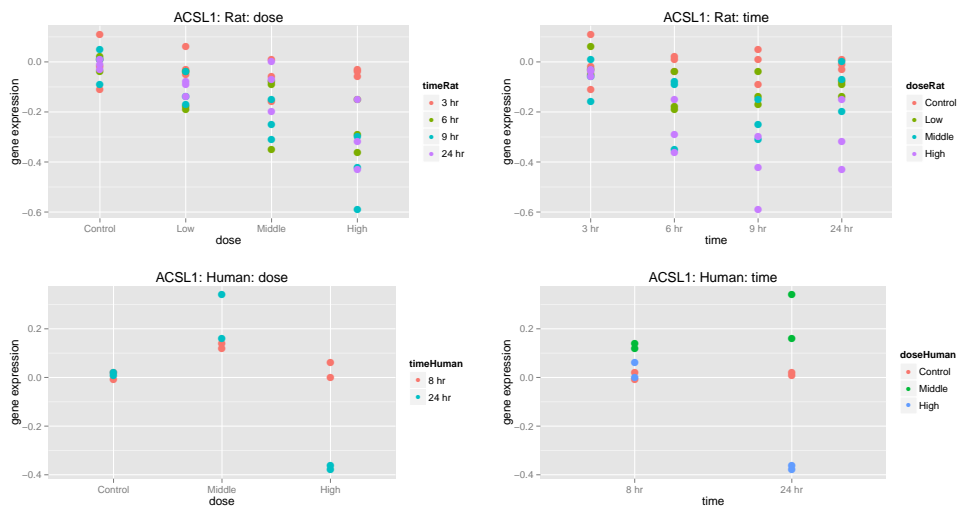 ACSL1: Rat: dose
gene expression
0.0
−0.2
−0.4
−0.6
Control Low Middle High
dose
timeRat
3 hr
6 hr
9 hr
24 hr
ACSL1: Rat: time
gene expression
0.0
−0.2
−0.4
−0.6
3 hr 6 hr 9 hr 24 hr
time
doseRat
Control
Low
Middle
High
ACSL1: Human: dose
gene expression
0.2
0.0
−0.2
−0.4
Control Middle High
dose
timeHuman
8 hr
24 hr
ACSL1: Human: time
gene expression
0.2
0.0
−0.2
−0.4
8 hr 24 hr
time
doseHuman
Control
Middle
High